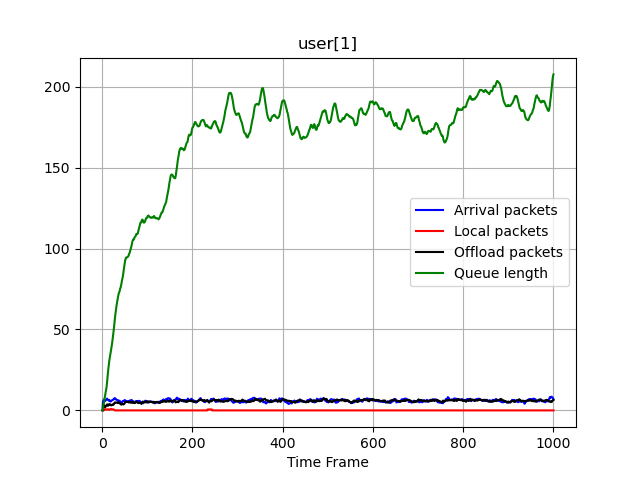 user[1]
200
150
100
50
0
Arrival packets
Local packets
Offload packets
Queue length
0 200 400 600 800 1000
Time Frame